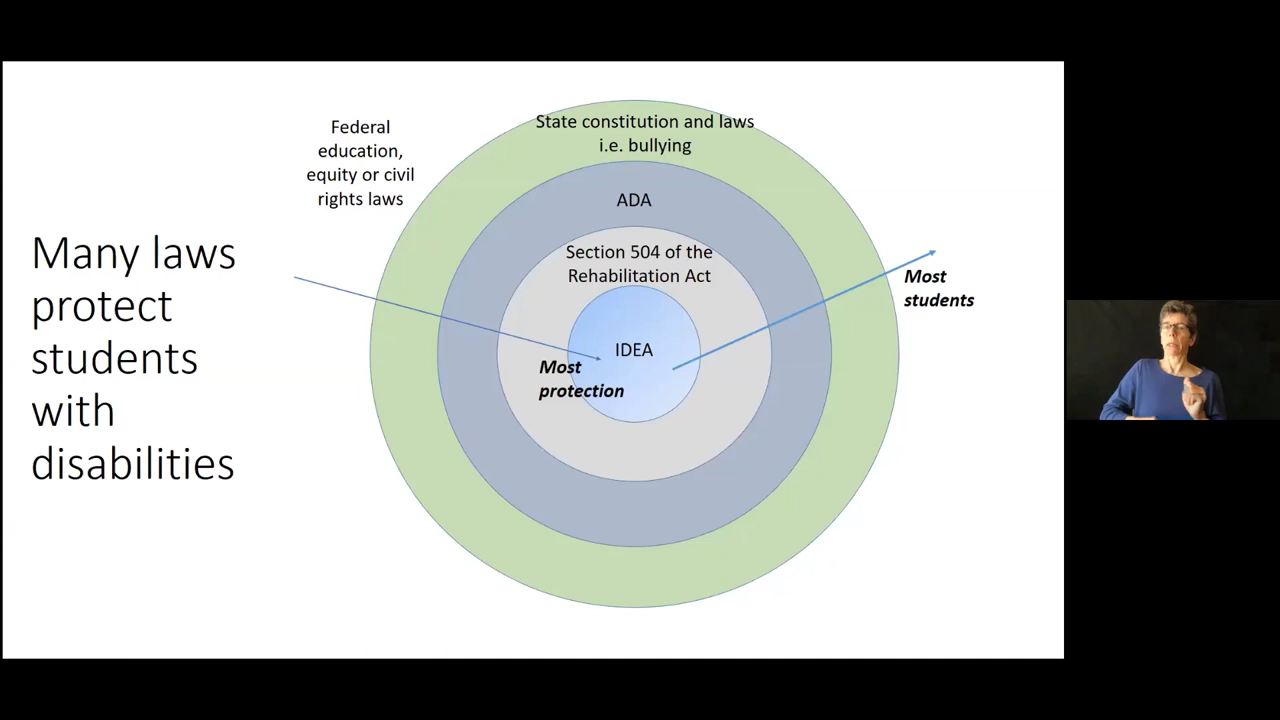 Many laws
protect
students
with
disabilities
Federal
education,
equity or civil
rights laws
State constitution and laws
i.e. bullying
ADA
Section 504 of the
Rehabilitation Act
IDEA
Most
protection
Most
students